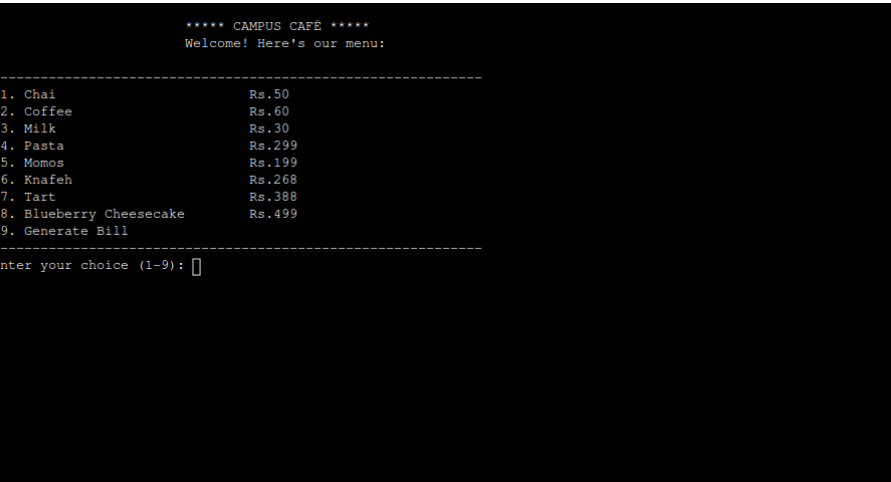 ***** CAMPUS CAFÉ *****
Welcome! Here's our menu:
------------------------------------------------------------
1. Chai Rs.50
2. Coffee Rs.60
3. Milk Rs.30
4. Pasta Rs.299
5. Momos Rs.199
6. Knafeh Rs.268
7. Tart Rs.388
8. Blueberry Cheesecake Rs.499
9. Generate Bill
------------------------------------------------------------
nter your choice (1-9):